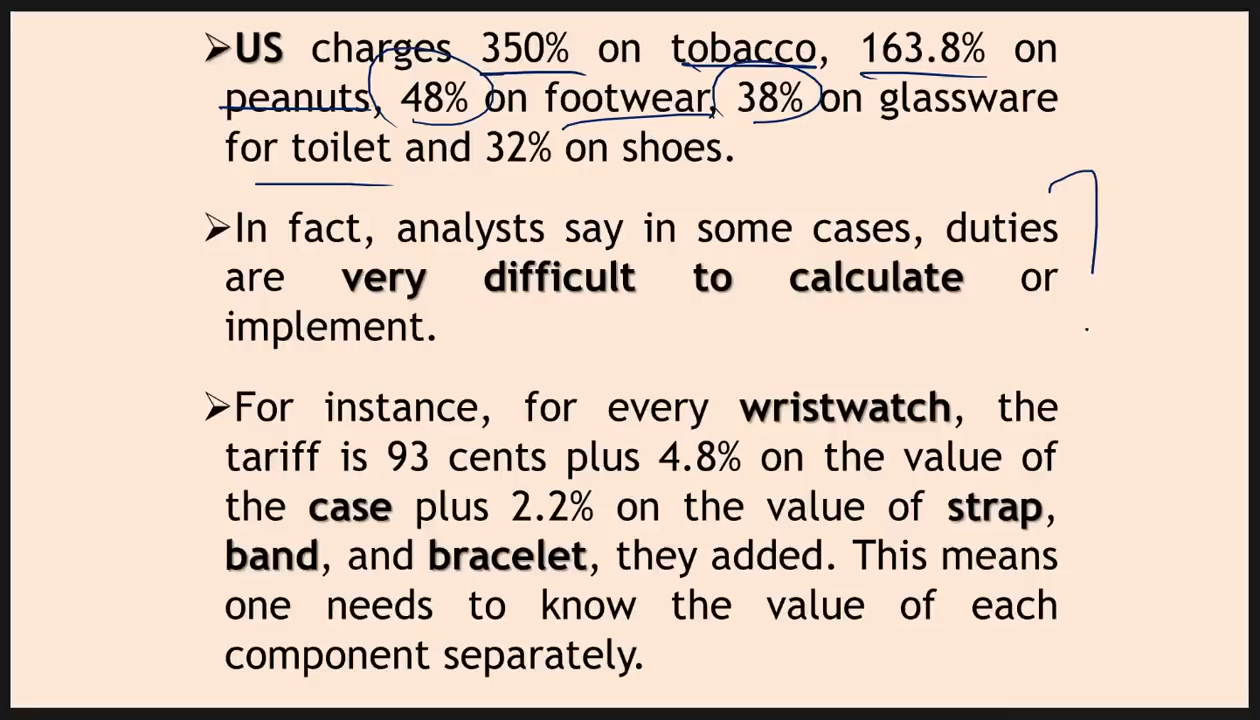 ➢US charges 350% on tobacco, 163.8% on
peanuts, 48% on footwear, 38% on glassware
for toilet and 32% on shoes.
➢In fact, analysts say in some cases, duties
are very difficult to calculate or
implement.
➢For instance, for every wristwatch, the
tariff is 93 cents plus 4.8% on the value of
the case plus 2.2% on the value of strap,
band, and bracelet, they added. This means
one needs to know the value of each
component separately.